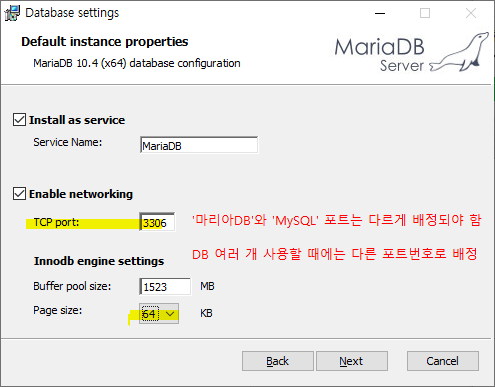 Database settings
Default instance properties
MariaDB 10.4 (x64) database configuration
MariaDB
Server
Install as service
Service Name: MariaDB
Enable networking
TCP port: 3306 '마리아DB'와 'MySQL' 포트는 다르게 배정되야 함
DB 여러 개 사용할 때에는 다른 포트번호로 배정
Innodb engine settings
Buffer pool size: 1523 MB
Page size: 64 KB
Back Next Cancel